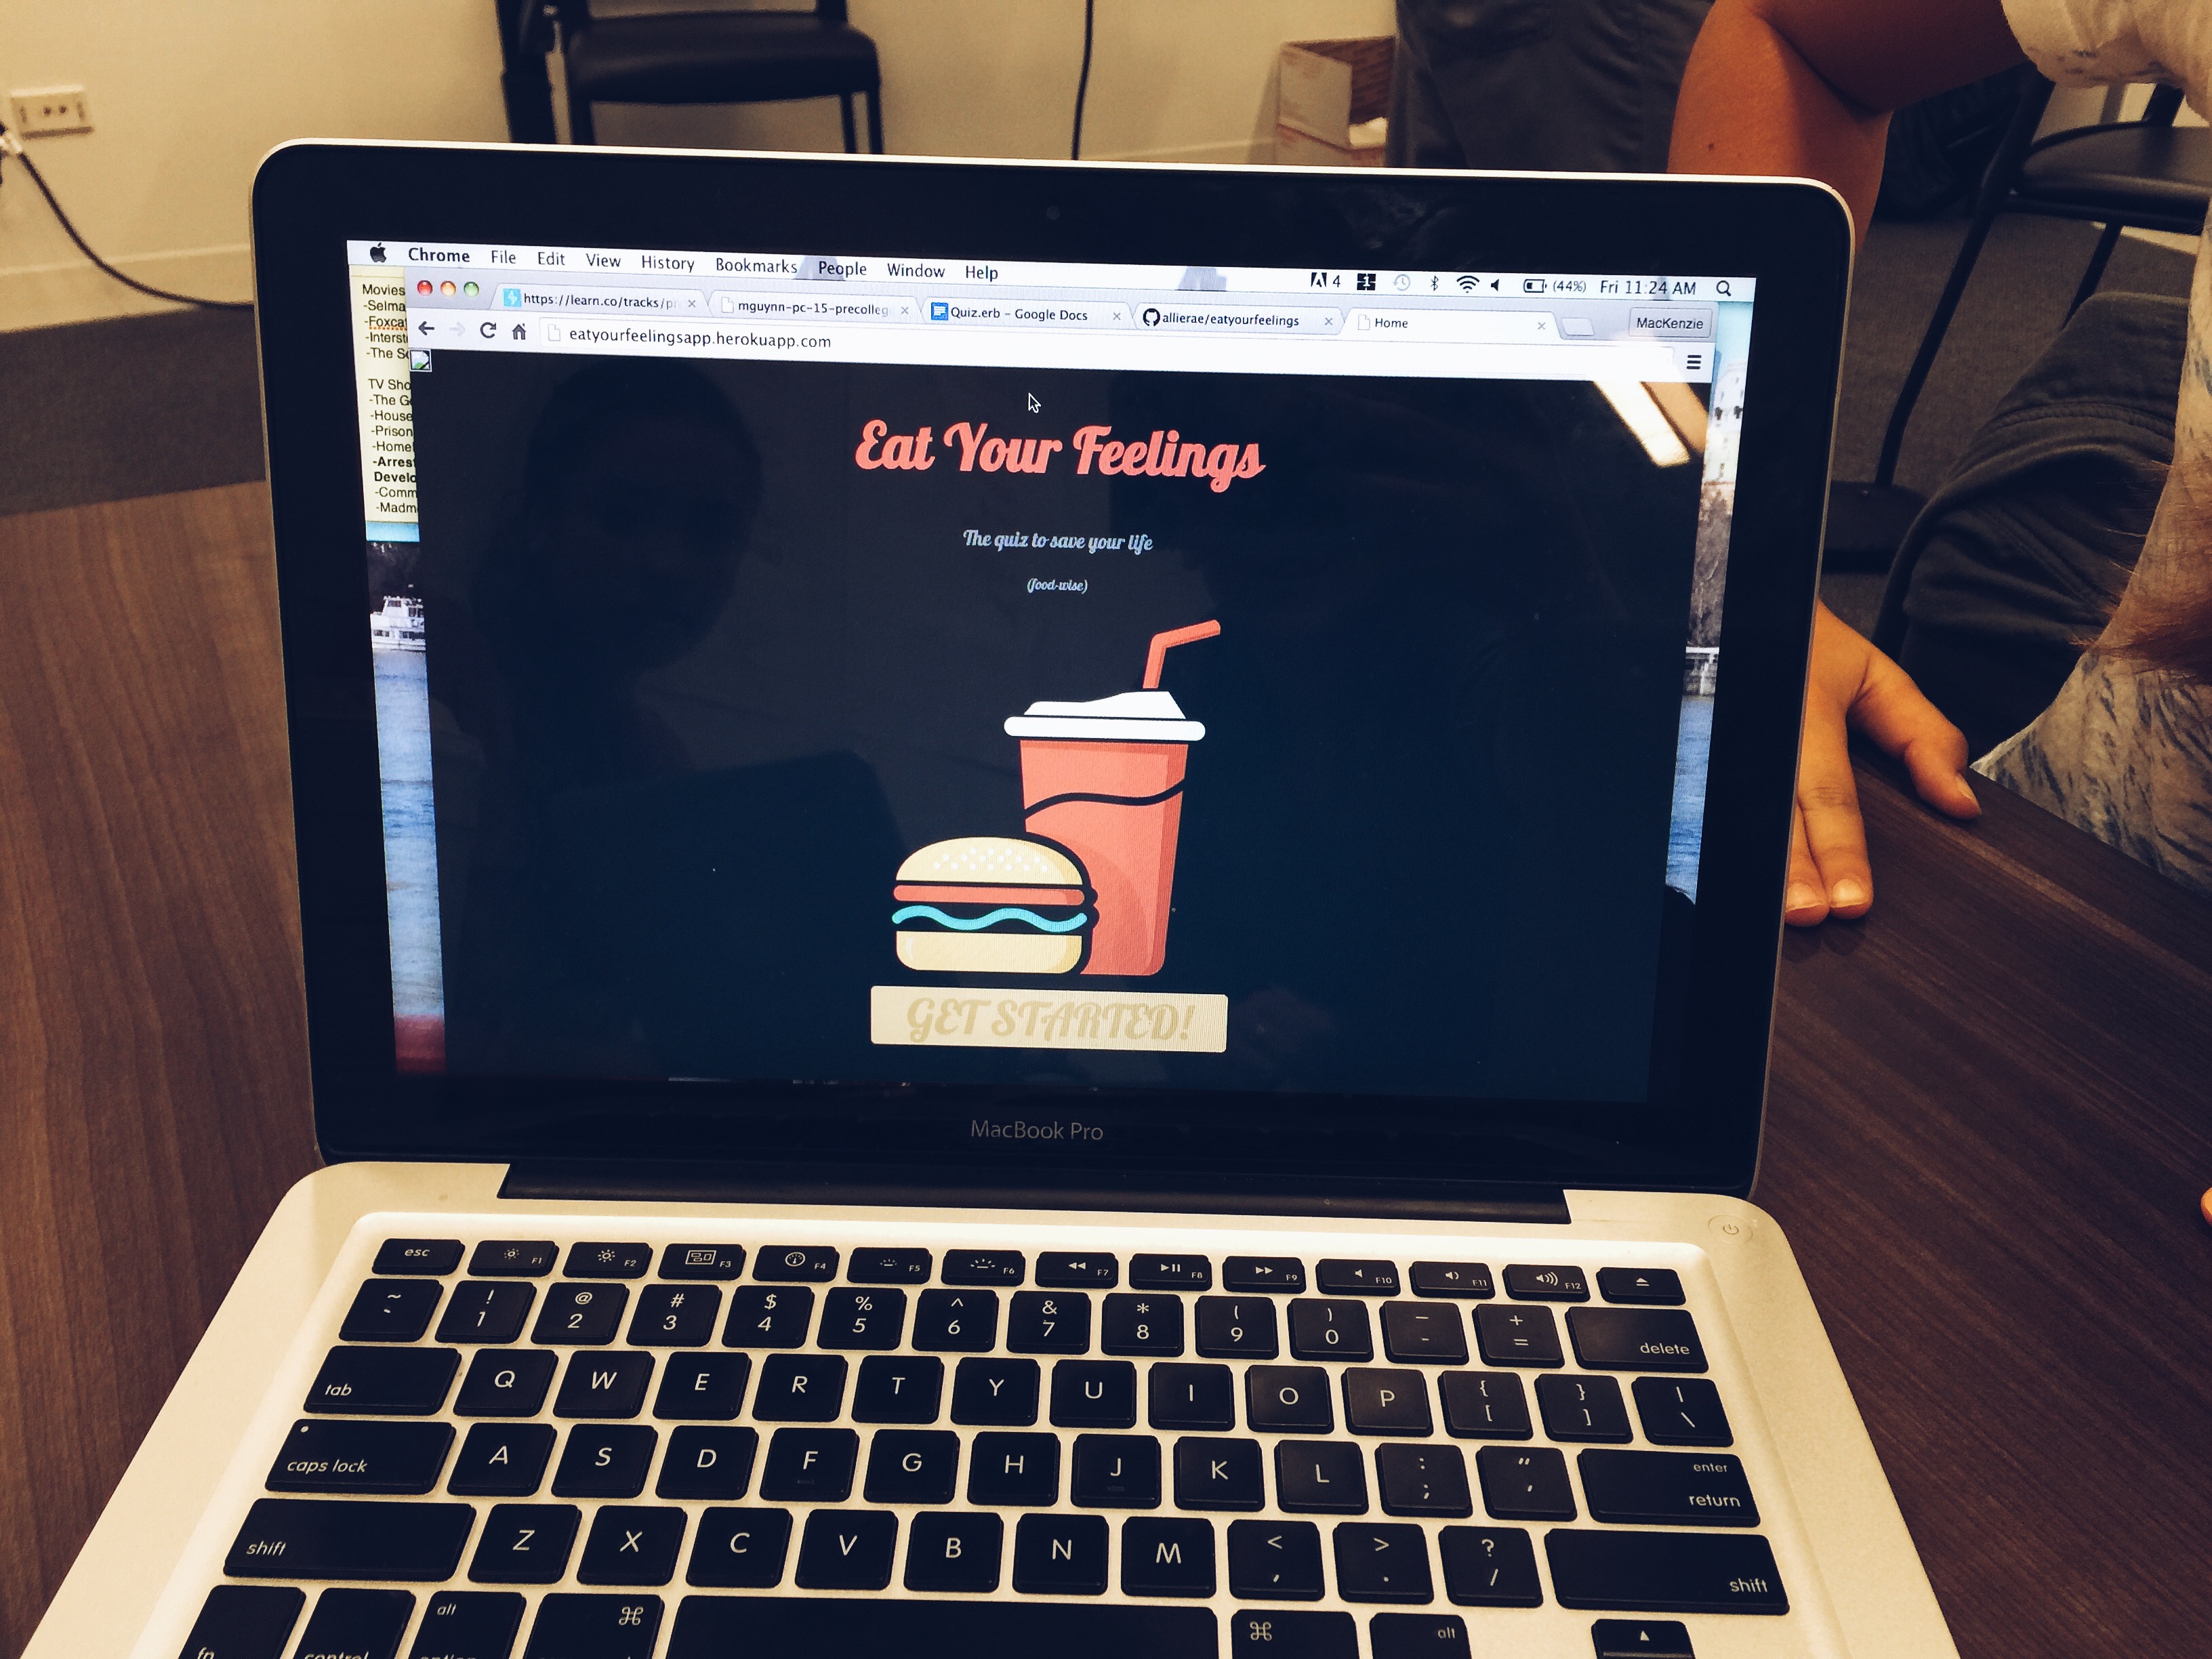 Chrome File Edit View History Bookmarks People Window Help 4 (44%) Fri 11:24 AM
https://learn.co/tracks/p mguynn-pc-15-precolleg Quiz.erb - Google Docs allierae/eatyourfeelings Home MacKenzie
eatyourfeelingsapp.herokuapp.com
Movies
-Selma
-Foxca
-Interst
-The S
TV Sho
-The G
-House
-Prison
-Home
-Arres
Develo
-Comm
-Madm
Eat Your Feelings
The quiz to save your life
(food-wise)
GET STARTED!
MacBook Pro
esc F1 F2 F3 F4 F5 F6 F7 F8 F9 F10 F11 F12
~ ! @ # $ % ^ & * ( ) — +
` 1 2 3 4 5 6 7 8 9 0 - = delete
tab Q W E R T Y U I O P { [ } ] | \
caps lock A S D F G H J K L : ; " ' enter return
shift Z X C V B N M < , > . ? / shift
fn control alt option ⌘ ⌘ alt